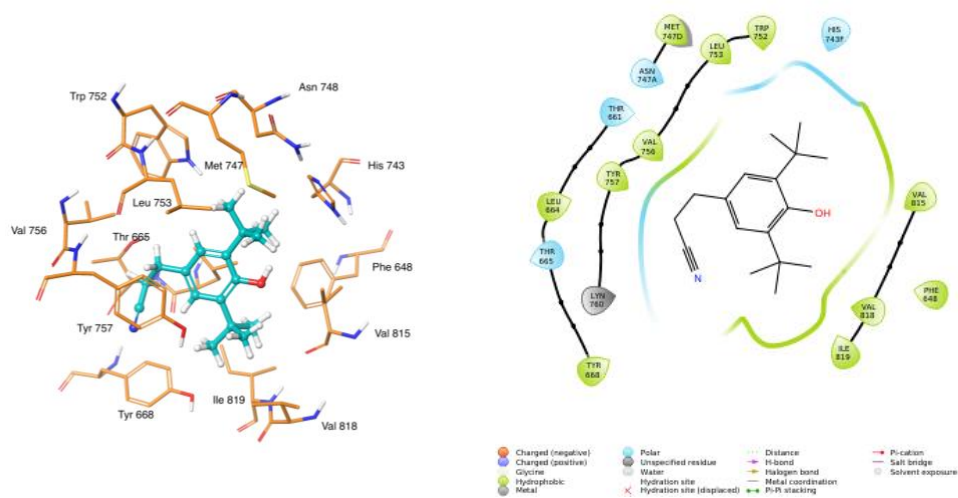 Trp 752
Asn 748
Met 747
His 743
Leu 753
Val 756
Thr 665
Phe 648
Tyr 757
Val 815
Tyr 668
Ile 819
Val 818
MET
747D
TRP
752
LEU
753
HIS
743F
ASN
747A
THR
661
VAL
756
TYR
757
LEU
664
VAL
815
THR
665
OH
N
LYN
760
PHE
648
VAL
818
ILE
819
TYR
668
Charged (negative)
Charged (positive)
Glycine
Hydrophobic
Metal
Polar
Unspecified residue
Water
Hydration site
Hydration site (displaced)
Distance
H-bond
Halogen bond
Metal coordination
Pi-Pi stacking
Pi-cation
Salt bridge
Solvent exposure